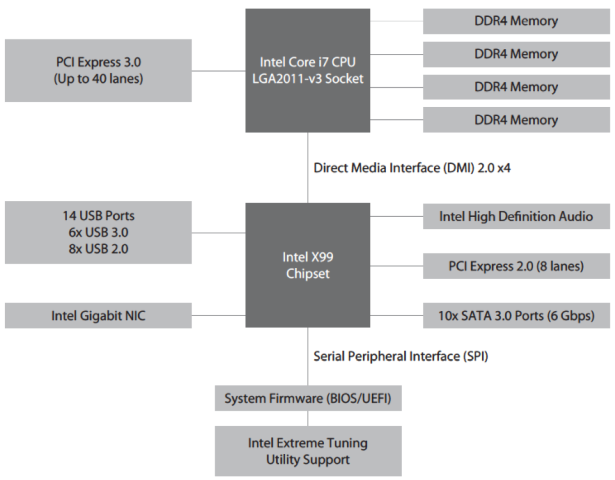 DDR4 Memory
PCI Express 3.0
(Up to 40 lanes)
Intel Core i7 CPU
LGA2011-v3 Socket
DDR4 Memory
DDR4 Memory
DDR4 Memory
Direct Media Interface (DMI) 2.0 x4
14 USB Ports
6x USB 3.0
8x USB 2.0
Intel X99
Chipset
Intel High Definition Audio
PCI Express 2.0 (8 lanes)
Intel Gigabit NIC
10x SATA 3.0 Ports (6 Gbps)
Serial Peripheral Interface (SPI)
System Firmware (BIOS/UEFI)
Intel Extreme Tuning
Utility Support